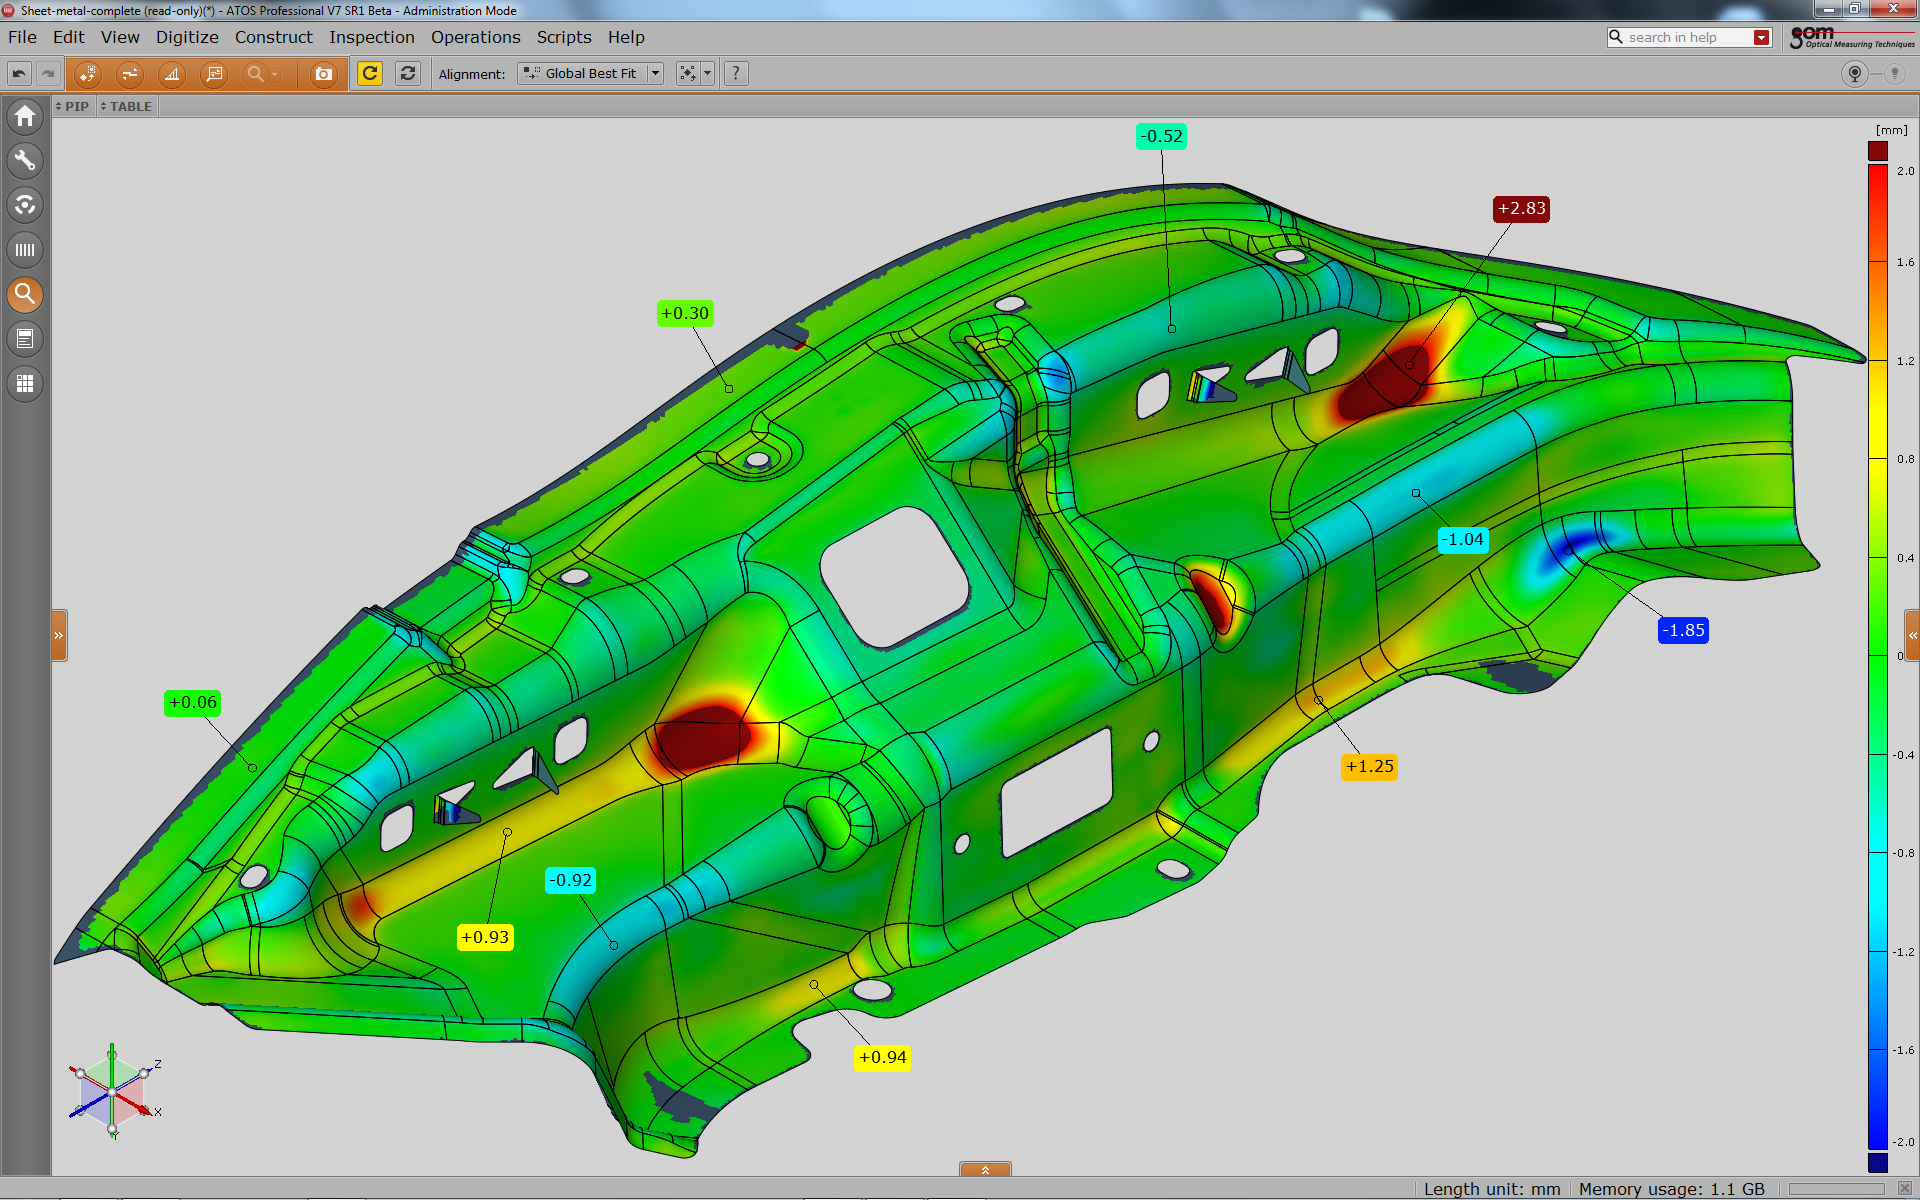 Sheet-metal-complete (read-only)(*) - ATOS Professional V7 SR1 Beta - Administration Mode
File Edit View Digitize Construct Inspection Operations Scripts Help
search in help
gom
Optical Measuring Techniques
Alignment: Global Best Fit ?
PIP TABLE
[mm]
-0.52
2.0
+2.83
1.6
+0.30
1.2
0.8
-1.04
0.4
-1.85
0
+0.06
-0.4
+1.25
-0.8
-0.92
+0.93
-1.2
-1.6
+0.94
Z
X
Y
-2.0
Length unit: mm Memory usage: 1.1 GB